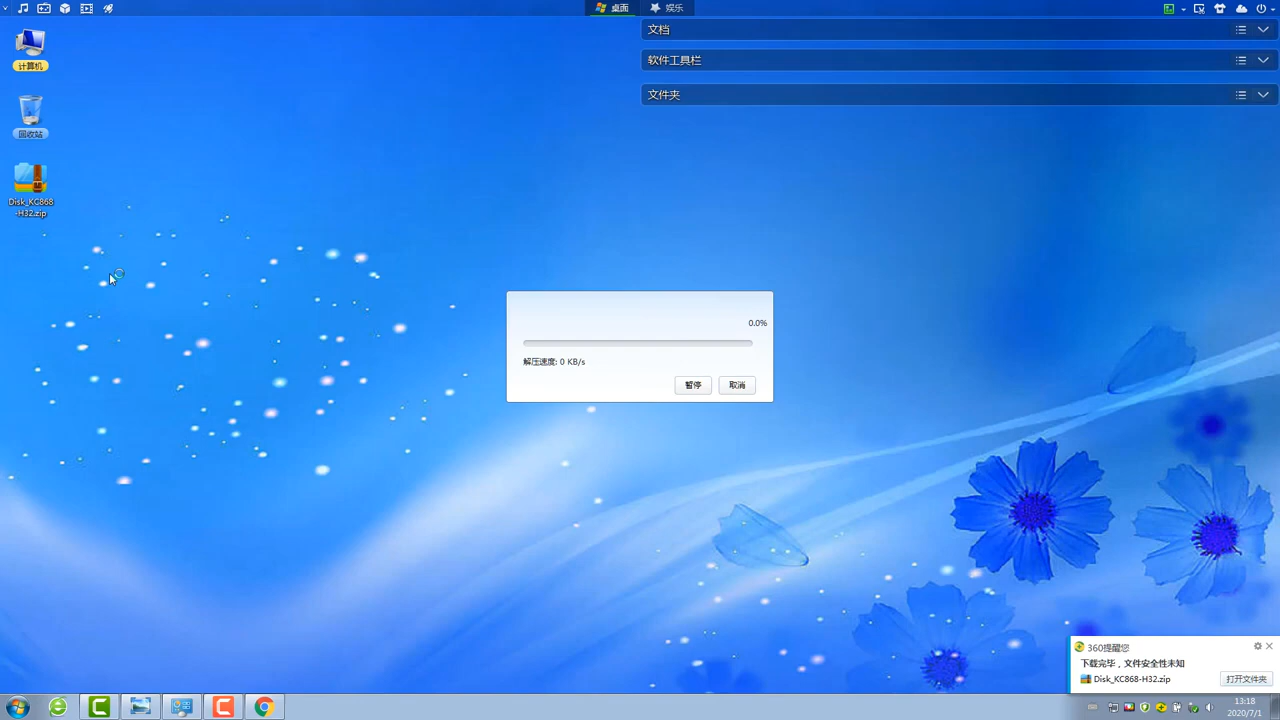 桌面
娱乐
文档
软件工具栏
文件夹
计算机
回收站
Disk_KC868
-H32.zip
0.0%
解压速度: 0 KB/s
暂停
取消
360提醒您
下载完毕，文件安全性未知
Disk_KC868-H32.zip
打开文件夹
13:18
2020/7/1